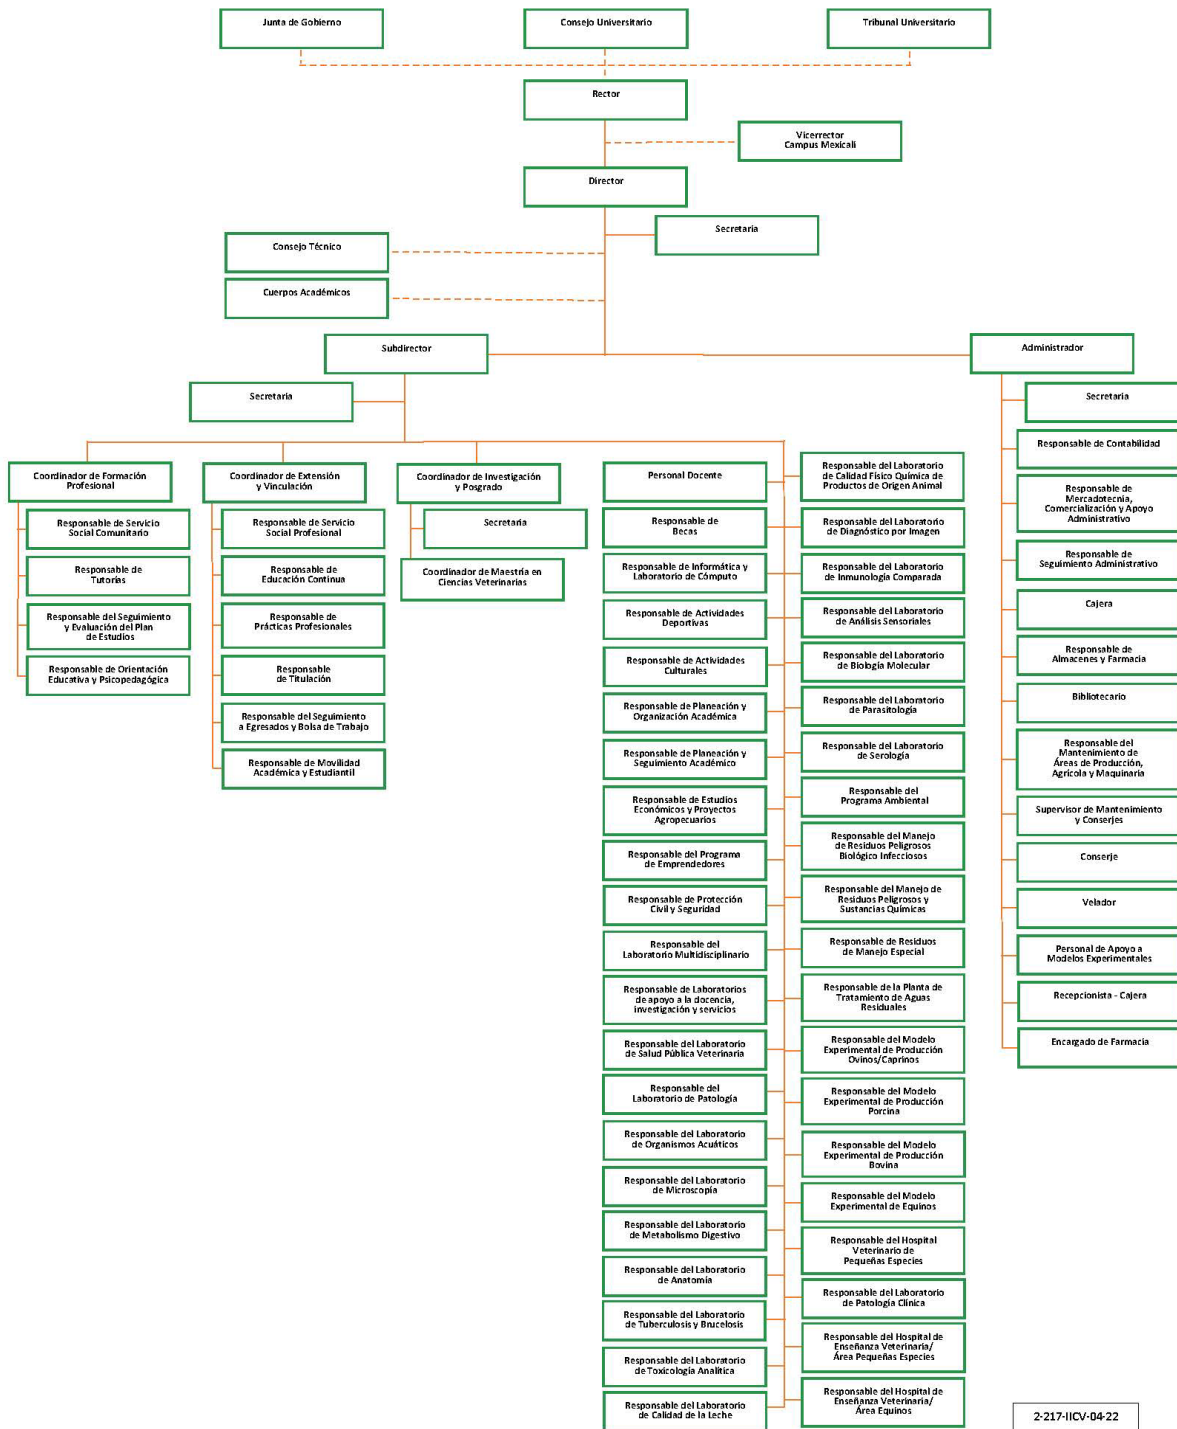 Junta de Gobierno
Consejo Universitario
Tribunal Universitario
Rector
Vicerrector
Campus Mexicali
Director
Secretaria
Consejo Técnico
Cuerpos Académicos
Subdirector
Administrador
Secretaria
Coordinador de Formación
Profesional
Responsable de Servicio
Social Comunitario
Responsable de
Tutorías
Responsable del Seguimiento
y Evaluación del Plan
de Estudios
Responsable de Orientación
Educativa y Psicopedagógica
Coordinador de Extensión
y Vinculación
Responsable de Servicio
Social Profesional
Responsable de
Educación Continua
Responsable de
Prácticas Profesionales
Responsable
de Titulación
Responsable del Seguimiento
a Egresados y Bolsa de Trabajo
Responsable de Movilidad
Académica y Estudiantil
Coordinador de Investigación
y Posgrado
Secretaria
Coordinador de Maestría en
Ciencias Veterinarias
Personal Docente
Responsable de
Becas
Responsable de Informática y
Laboratorio de Cómputo
Responsable de Actividades
Deportivas
Responsable de Actividades
Culturales
Responsable de Planeación y
Organización Académica
Responsable de Planeación y
Seguimiento Académico
Responsable de Estudios
Económicos y Proyectos
Agropecuarios
Responsable del Programa
de Emprendedores
Responsable de Protección
Civil y Seguridad
Responsable del
Laboratorio Multidisciplinario
Responsable de Laboratorios
de apoyo a la docencia,
investigación y servicios
Responsable del Laboratorio
de Salud Pública Veterinaria
Responsable del
Laboratorio de Patología
Responsable del Laboratorio
de Organismos Acuáticos
Responsable del Laboratorio
de Microscopía
Responsable del Laboratorio
de Metabolismo Digestivo
Responsable del Laboratorio
de Anatomía
Responsable del Laboratorio
de Tuberculosis y Brucelosis
Responsable del Laboratorio
de Toxicología Analítica
Responsable del Laboratorio
de Calidad de la Leche
Responsable del Laboratorio
de Calidad Físico Química de
Productos de Origen Animal
Responsable del Laboratorio
de Diagnóstico por Imagen
Responsable del Laboratorio
de Inmunología Comparada
Responsable del Laboratorio
de Análisis Sensoriales
Responsable del Laboratorio
de Biología Molecular
Responsable del Laboratorio
de Parasitología
Responsable del Laboratorio
de Serología
Responsable del
Programa Ambiental
Responsable del Manejo
de Residuos Peligrosos
Biológico Infecciosos
Responsable del Manejo de
Residuos Peligrosos y
Sustancias Químicas
Responsable de Residuos
de Manejo Especial
Responsable de la Planta de
Tratamiento de Aguas
Residuales
Responsable del Modelo
Experimental de Producción
Ovinos/Caprinos
Responsable del Modelo
Experimental de Producción
Porcina
Responsable del Modelo
Experimental de Producción
Bovina
Responsable del Modelo
Experimental de Equinos
Responsable del Hospital
Veterinario de
Pequeñas Especies
Responsable del Laboratorio
de Patología Clínica
Responsable del Hospital de
Enseñanza Veterinaria/
Área Pequeñas Especies
Responsable del Hospital de
Enseñanza Veterinaria/
Área Equinos
Secretaria
Responsable de Contabilidad
Responsable de
Mercadotecnia,
Comercialización y Apoyo
Administrativo
Responsable de
Seguimiento Administrativo
Cajera
Responsable de
Almacenes y Farmacia
Bibliotecario
Responsable del
Mantenimiento de
Áreas de Producción,
Agrícola y Maquinaria
Supervisor de Mantenimiento
y Conserjes
Conserje
Velador
Personal de Apoyo a
Modelos Experimentales
Recepcionista - Cajera
Encargado de Farmacia
2-217-IICV-04-22